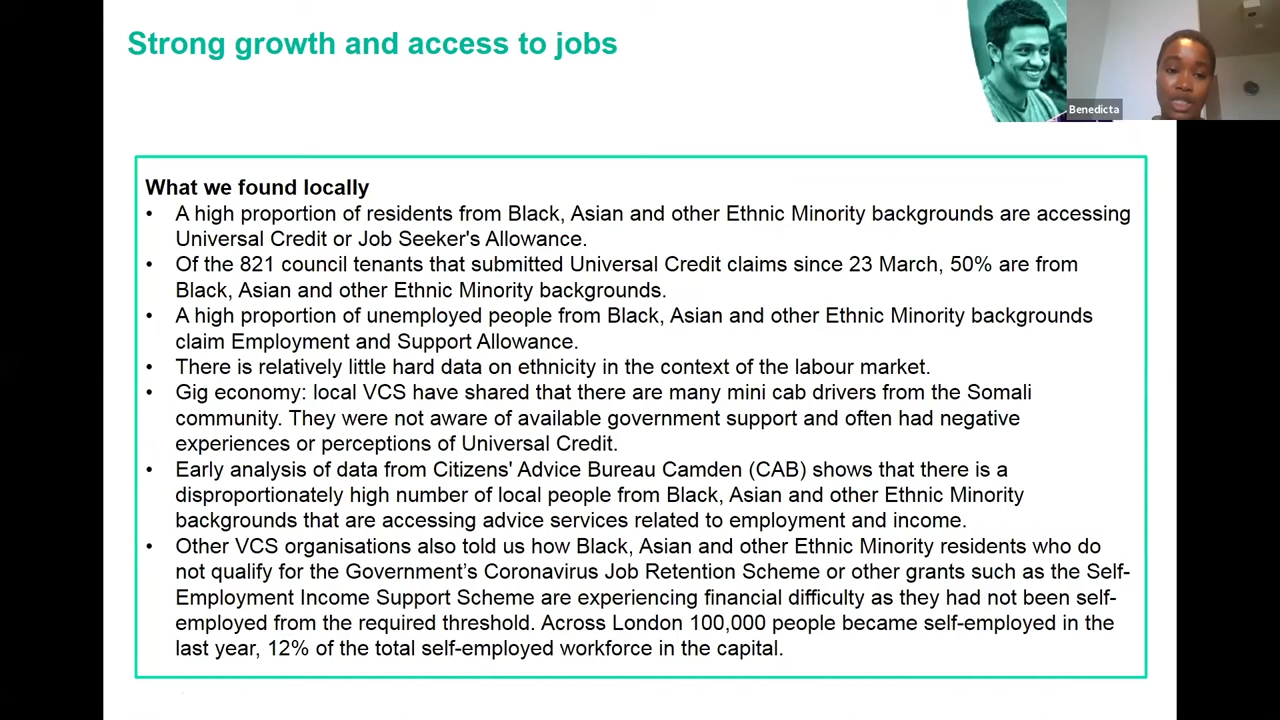 Strong growth and access to jobs
Benedicta
What we found locally
• A high proportion of residents from Black, Asian and other Ethnic Minority backgrounds are accessing
Universal Credit or Job Seeker's Allowance.
• Of the 821 council tenants that submitted Universal Credit claims since 23 March, 50% are from
Black, Asian and other Ethnic Minority backgrounds.
• A high proportion of unemployed people from Black, Asian and other Ethnic Minority backgrounds
claim Employment and Support Allowance.
• There is relatively little hard data on ethnicity in the context of the labour market.
• Gig economy: local VCS have shared that there are many mini cab drivers from the Somali
community. They were not aware of available government support and often had negative
experiences or perceptions of Universal Credit.
• Early analysis of data from Citizens' Advice Bureau Camden (CAB) shows that there is a
disproportionately high number of local people from Black, Asian and other Ethnic Minority
backgrounds that are accessing advice services related to employment and income.
• Other VCS organisations also told us how Black, Asian and other Ethnic Minority residents who do
not qualify for the Government’s Coronavirus Job Retention Scheme or other grants such as the Self-
Employment Income Support Scheme are experiencing financial difficulty as they had not been self-
employed from the required threshold. Across London 100,000 people became self-employed in the
last year, 12% of the total self-employed workforce in the capital.